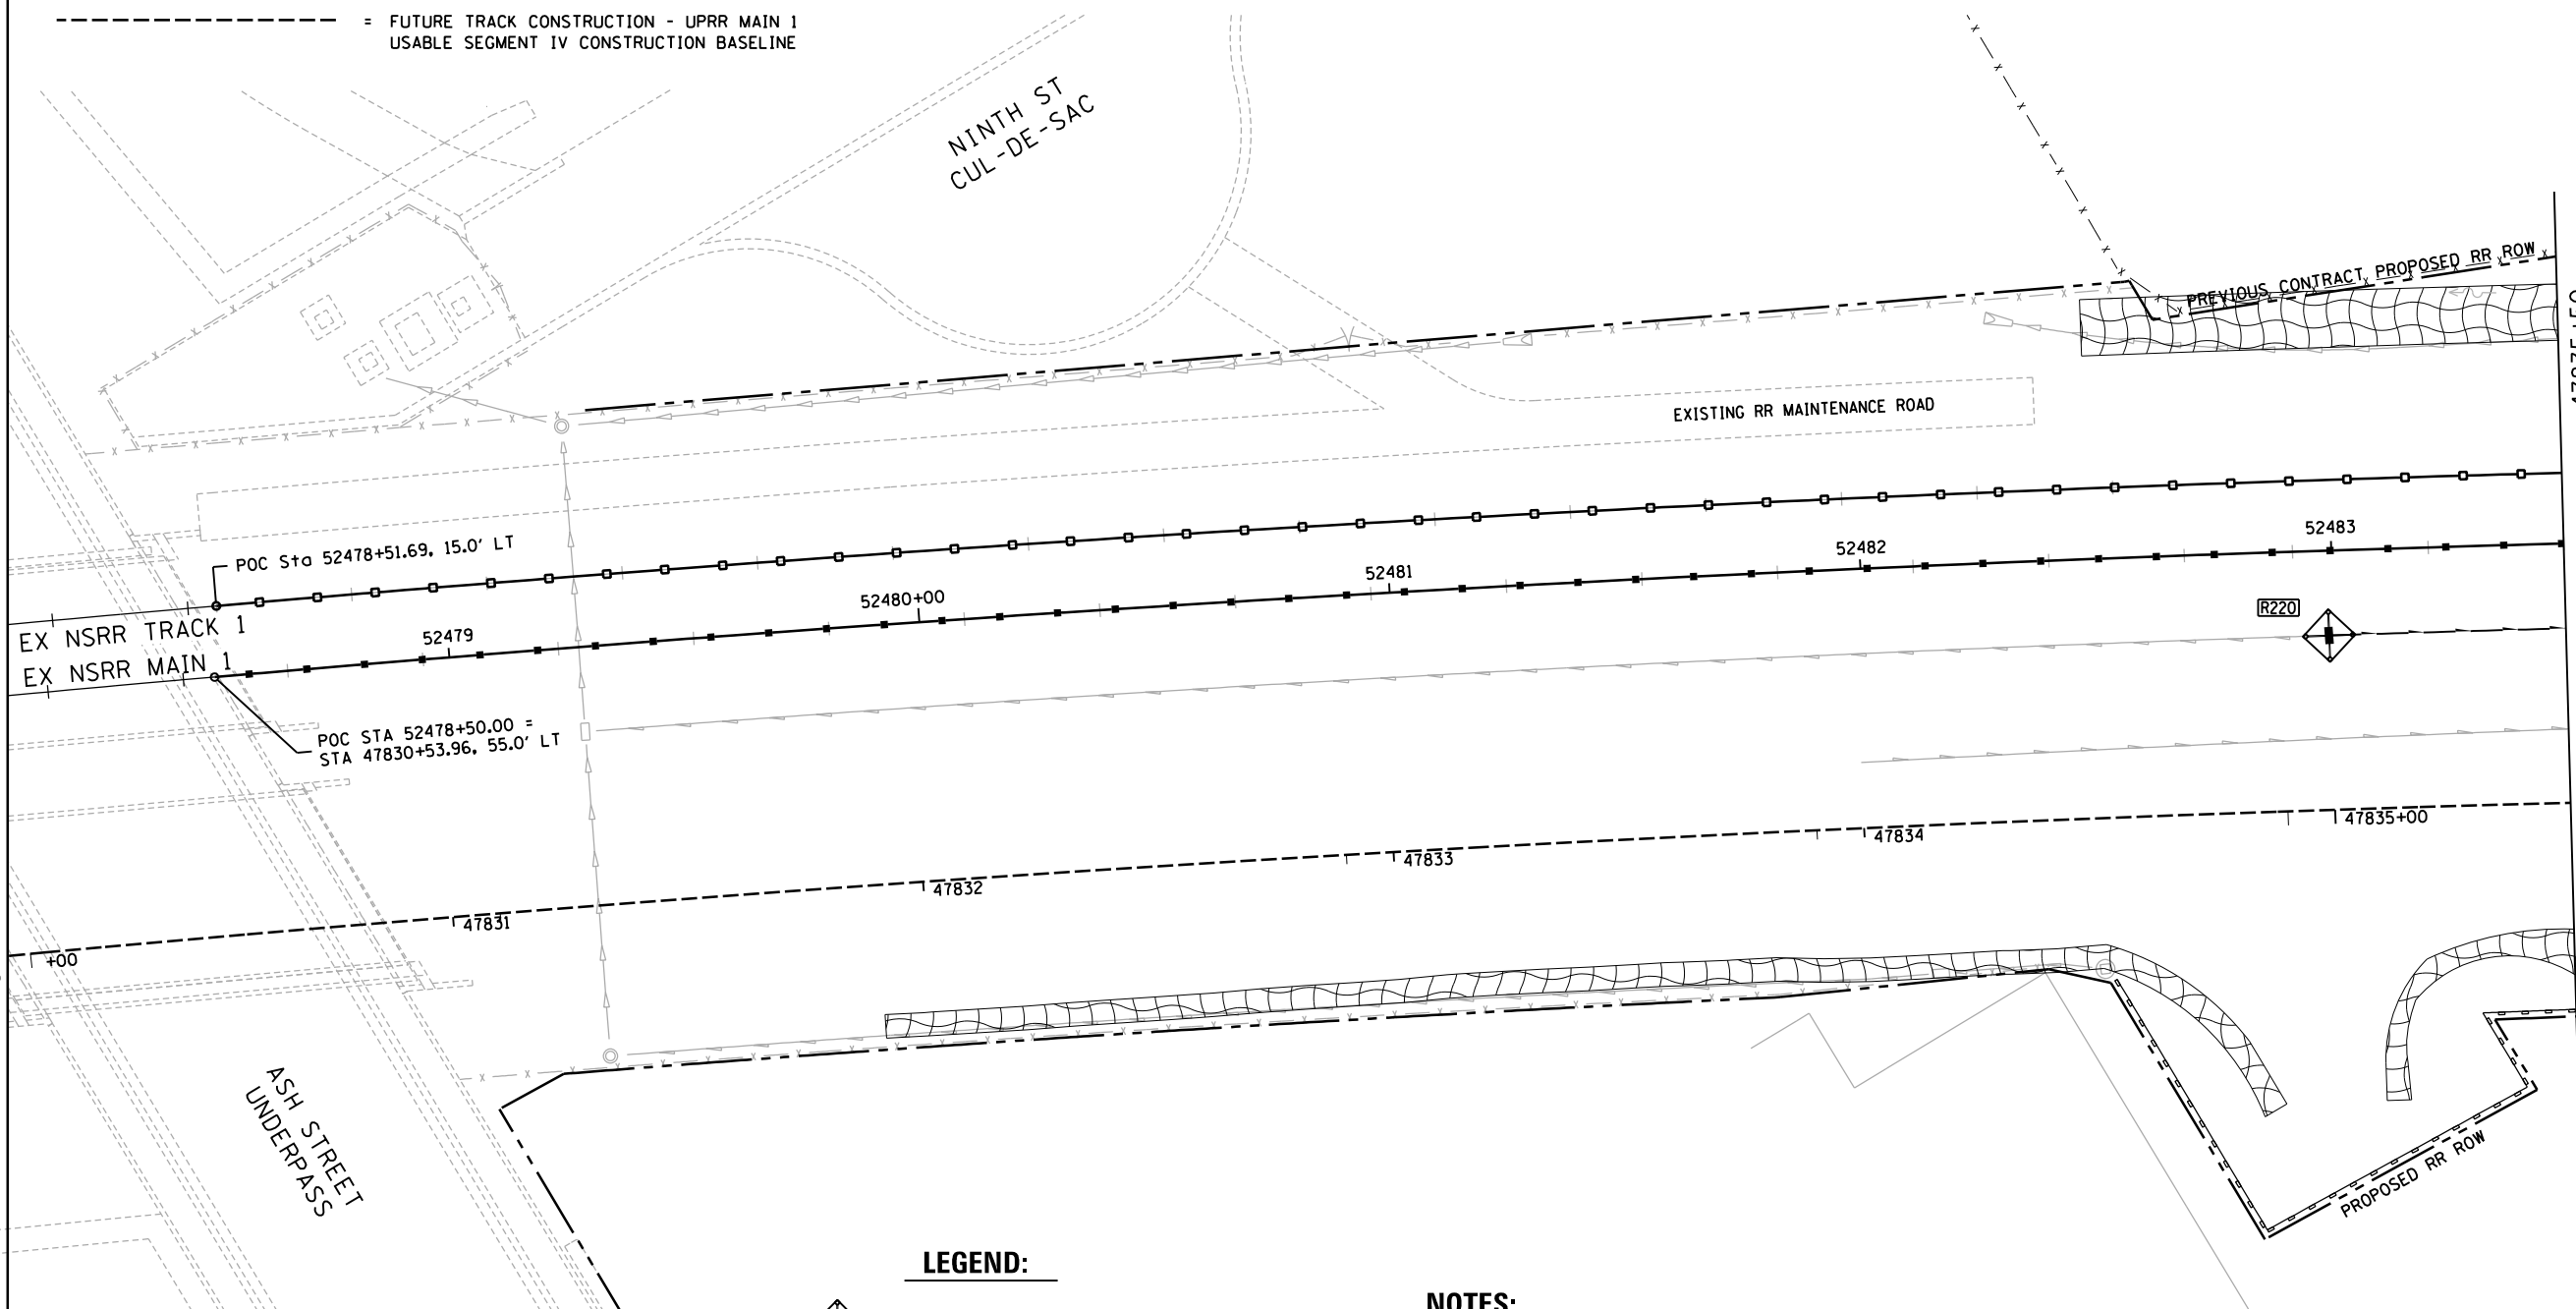 = FUTURE TRACK CONSTRUCTION - UPRR MAIN 1
USABLE SEGMENT IV CONSTRUCTION BASELINE
NINTH ST
CUL-DE-SAC
PREVIOUS CONTRACT PROPOSED RR ROW
EXISTING RR MAINTENANCE ROAD
POC Sta 52478+51.69, 15.0' LT
EX NSRR TRACK 1
EX NSRR MAIN 1
52479
52480+00
52481
52482
52483
R220
POC STA 52478+50.00 =
STA 47830+53.96, 55.0' LT
+00
47831
47832
47833
47834
47835+00
ASH STREET
UNDERPASS
PROPOSED RR ROW
LEGEND:
NOTES: